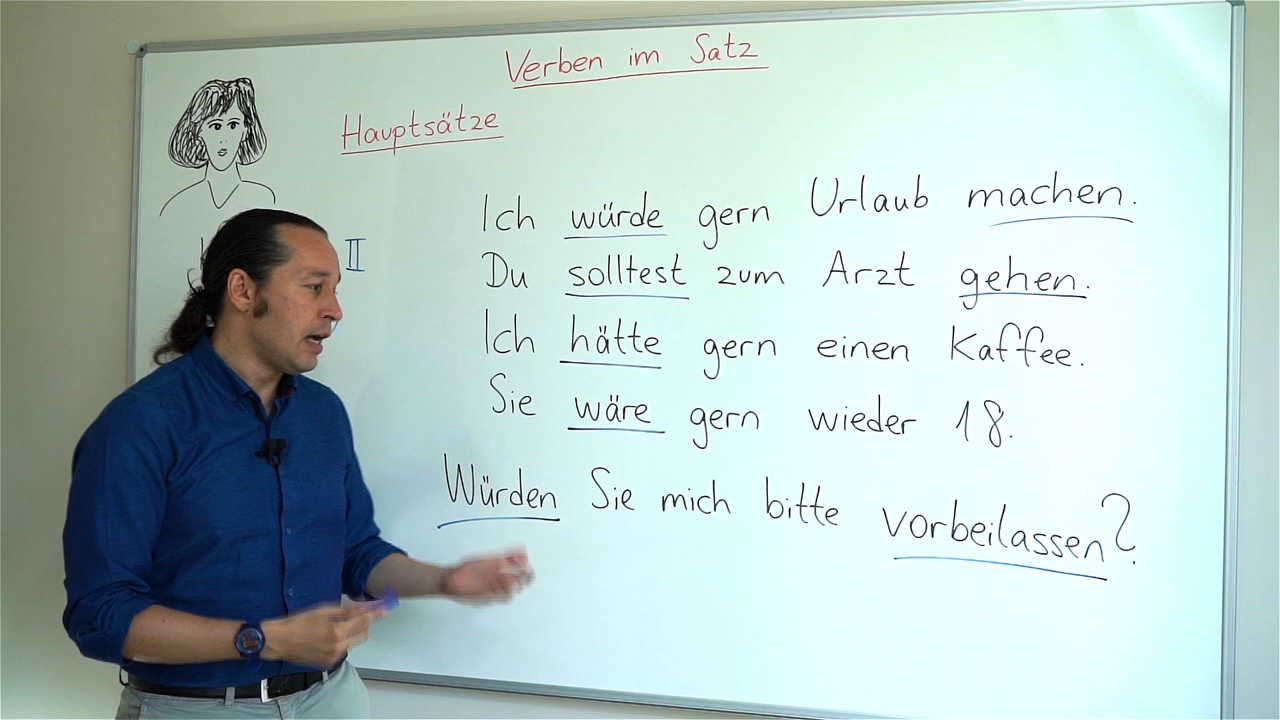 Verben im Satz
Hauptsätze
II
Ich würde gern Urlaub machen.
Du solltest zum Arzt gehen.
Ich hätte gern einen Kaffee.
Sie wäre gern wieder 18.
Würden Sie mich bitte vorbeilassen?